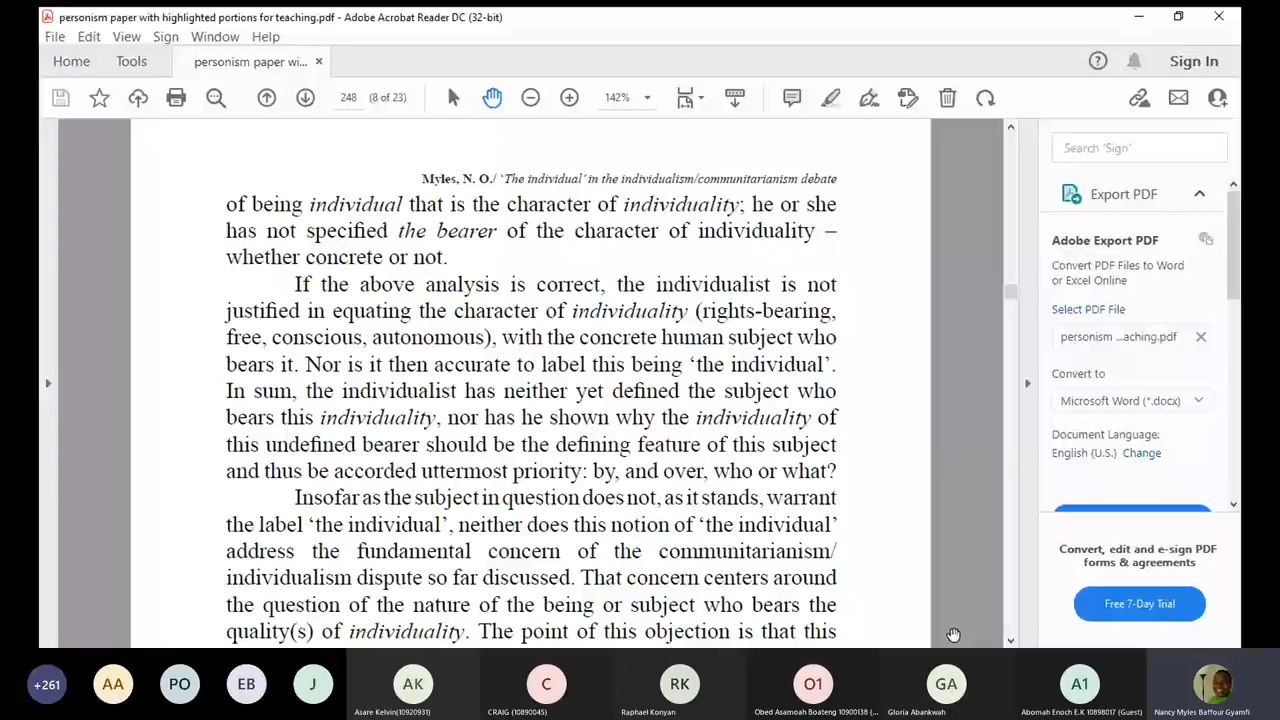 personism paper with highlighted portions for teaching.pdf - Adobe Acrobat Reader DC (32-bit)
File Edit View Sign Window Help
Home Tools personism paper wi... × Sign In
248 (8 of 23) 142%
Search 'Sign'
Export PDF
Adobe Export PDF
Convert PDF Files to Word
or Excel Online
Select PDF File
personism ...aching.pdf
Convert to
Microsoft Word (*.docx)
Document Language:
English (U.S.) Change
Convert, edit and e-sign PDF
forms & agreements
Free 7-Day Trial
Myles, N. O./ 'The individual' in the individualism/communitarianism debate
of being individual that is the character of individuality; he or she
has not specified the bearer of the character of individuality –
whether concrete or not.
If the above analysis is correct, the individualist is not
justified in equating the character of individuality (rights-bearing,
free, conscious, autonomous), with the concrete human subject who
bears it. Nor is it then accurate to label this being 'the individual'.
In sum, the individualist has neither yet defined the subject who
bears this individuality, nor has he shown why the individuality of
this undefined bearer should be the defining feature of this subject
and thus be accorded uttermost priority: by, and over, who or what?
Insofar as the subject in question does not, as it stands, warrant
the label 'the individual', neither does this notion of 'the individual'
address the fundamental concern of the communitarianism/
individualism dispute so far discussed. That concern centers around
the question of the nature of the being or subject who bears the
quality(s) of individuality. The point of this objection is that this
+261 AA PO EB J AK C RK O1 GA A1
Asare Kelvin(10920931) CRAIG (10890045) Raphael Konyan Obed Asamoah Boateng 10900138 (... Gloria Abankwah Abomah Enoch E.K 10898017 (Guest) Nancy Myles Barfour Gyamfi